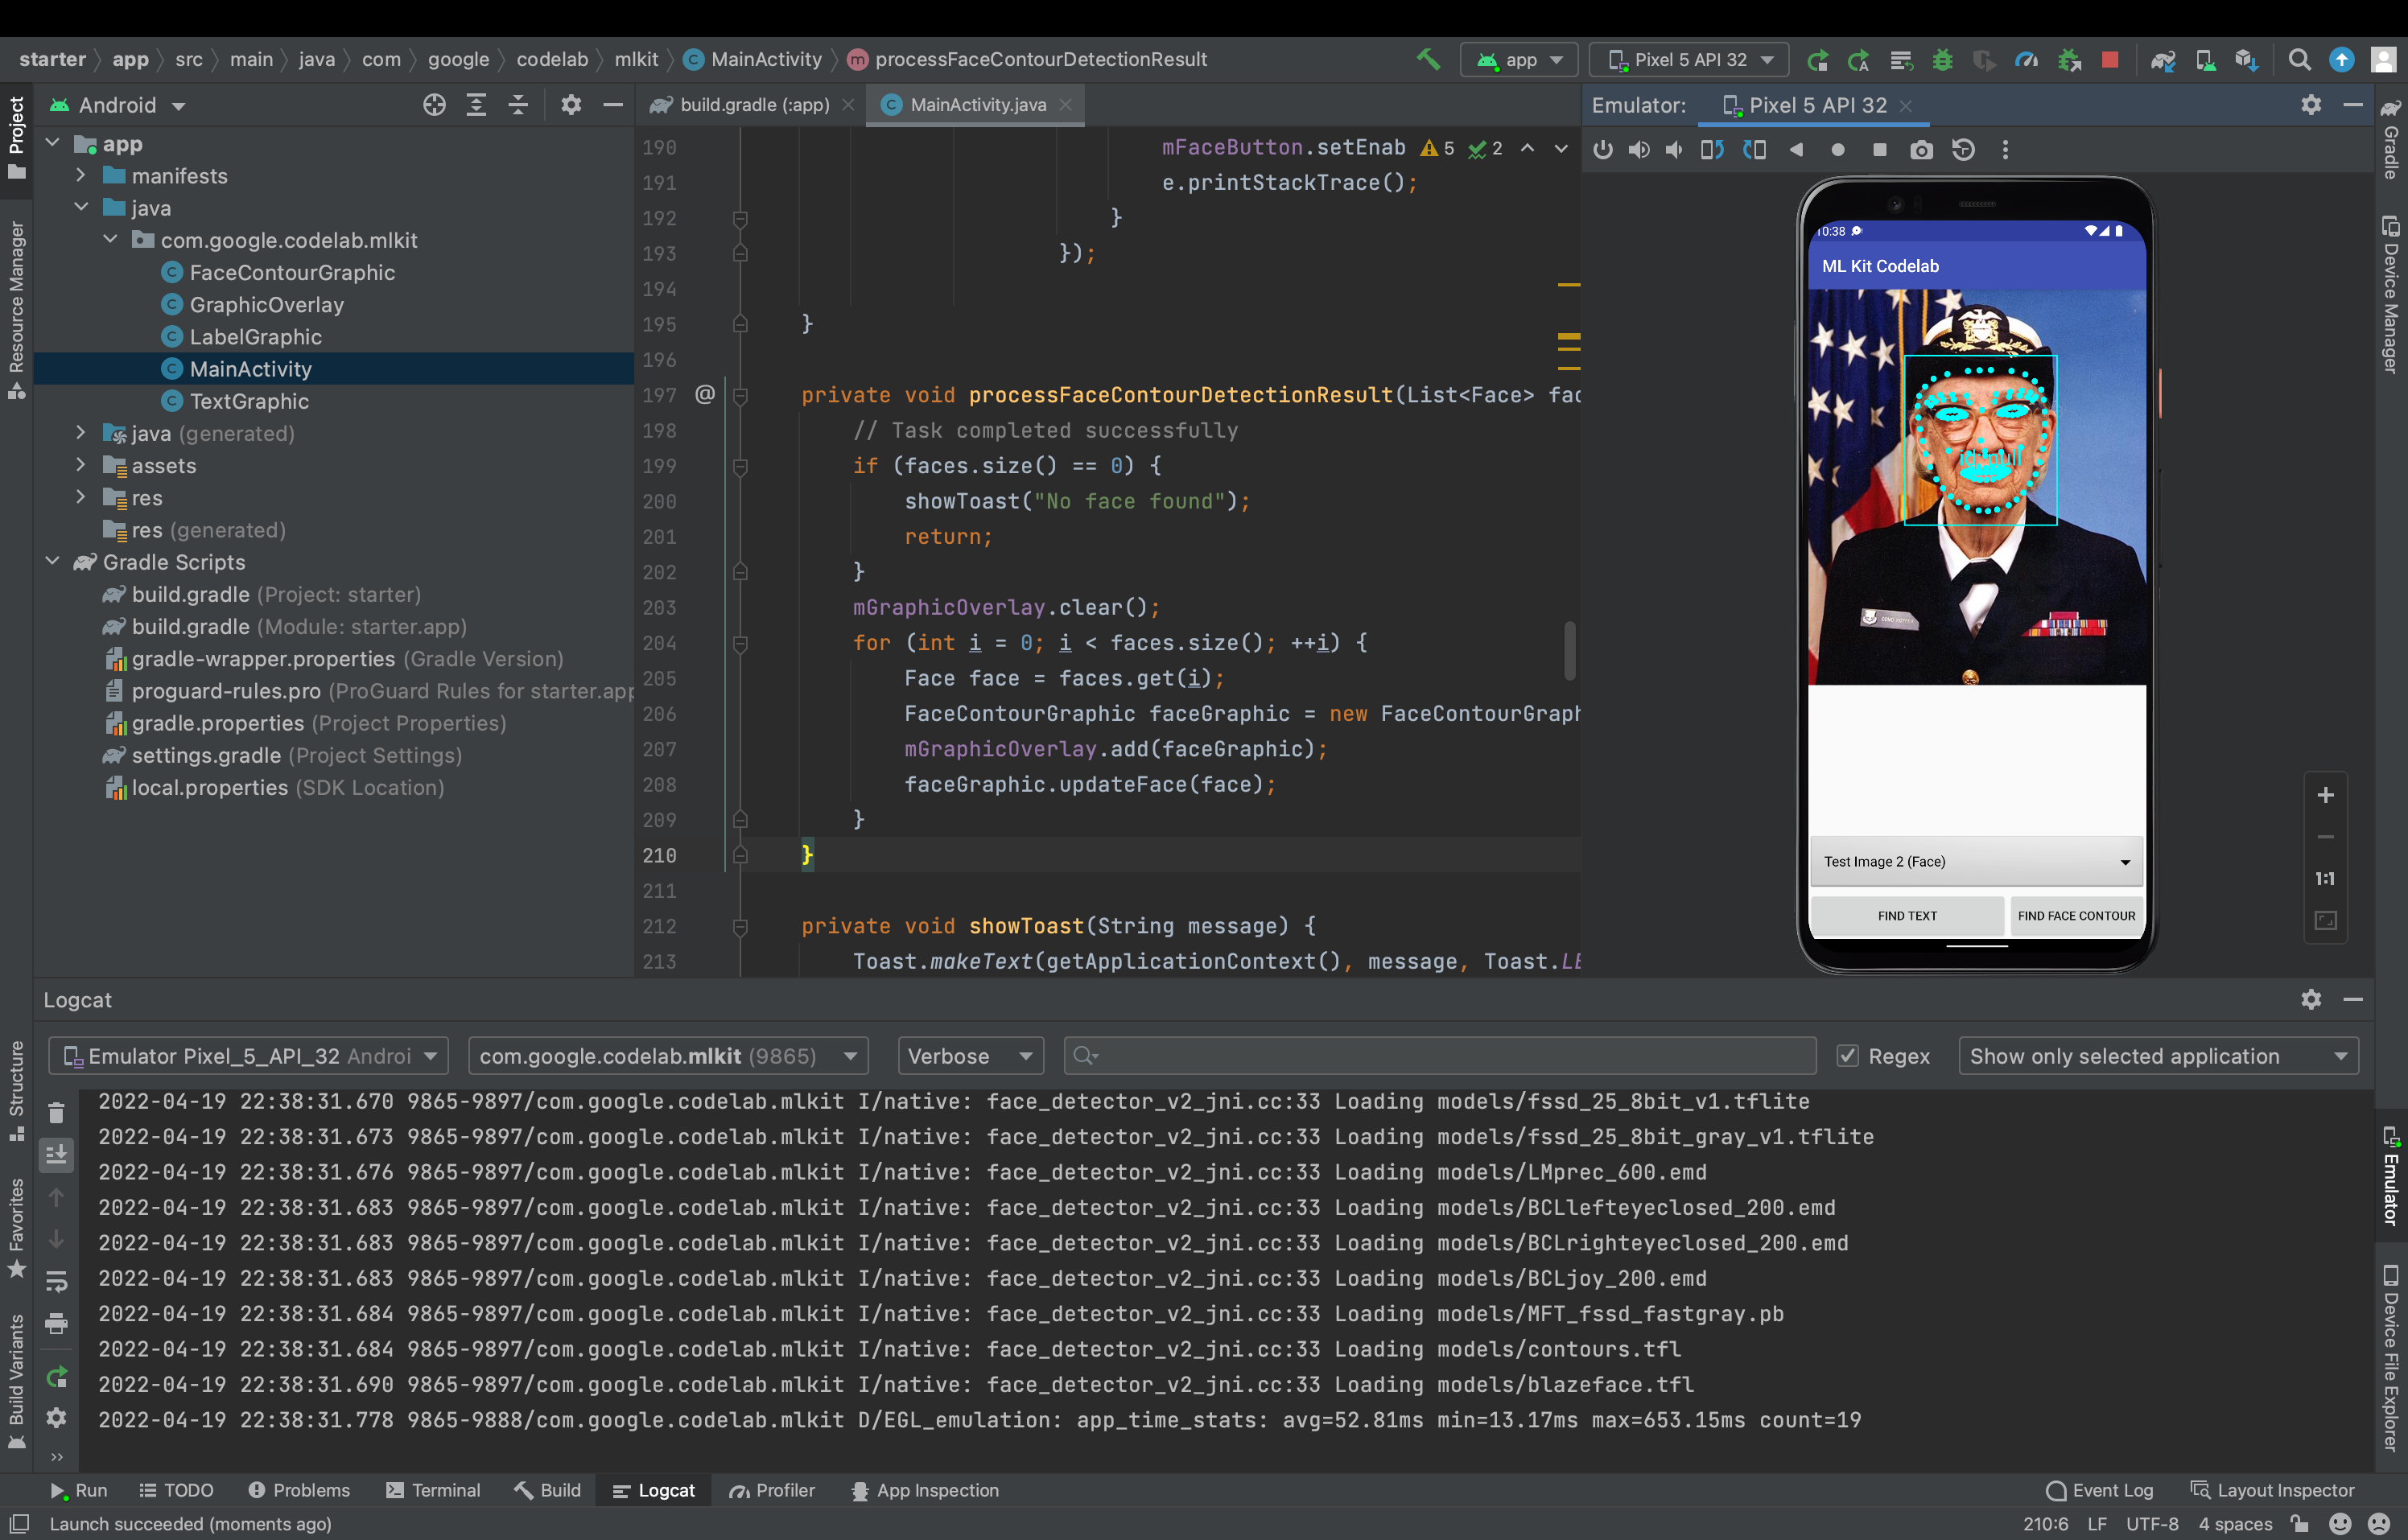 starter app src main java com google codelab mlkit MainActivity processFaceContourDetectionResult
app Pixel 5 API 32
Project
Resource Manager
Structure
Favorites
Build Variants
Android
app
manifests
java
com.google.codelab.mlkit
FaceContourGraphic
GraphicOverlay
LabelGraphic
MainActivity
TextGraphic
java (generated)
assets
res
res (generated)
Gradle Scripts
build.gradle (Project: starter)
build.gradle (Module: starter.app)
gradle-wrapper.properties (Gradle Version)
proguard-rules.pro (ProGuard Rules for starter.app
gradle.properties (Project Properties)
settings.gradle (Project Settings)
local.properties (SDK Location)
build.gradle (:app) MainActivity.java
5 2
190 mFaceButton.setEnab
191 e.printStackTrace();
192 }
193 });
194
195 }
196
197 @ private void processFaceContourDetectionResult(List<Face> fac
198 // Task completed successfully
199 if (faces.size() == 0) {
200 showToast("No face found");
201 return;
202 }
203 mGraphicOverlay.clear();
204 for (int i = 0; i < faces.size(); ++i) {
205 Face face = faces.get(i);
206 FaceContourGraphic faceGraphic = new FaceContourGraph
207 mGraphicOverlay.add(faceGraphic);
208 faceGraphic.updateFace(face);
209 }
210 }
211
212 private void showToast(String message) {
213 Toast.makeText(getApplicationContext(), message, Toast.LE
Emulator: Pixel 5 API 32
10:38
ML Kit Codelab
id: null
Test Image 2 (Face)
FIND TEXT FIND FACE CONTOUR
1:1
Gradle
Device Manager
Emulator
Device File Explorer
Logcat
Emulator Pixel_5_API_32 Androi com.google.codelab.mlkit (9865) Verbose Regex Show only selected application
2022-04-19 22:38:31.670 9865-9897/com.google.codelab.mlkit I/native: face_detector_v2_jni.cc:33 Loading models/fssd_25_8bit_v1.tflite
2022-04-19 22:38:31.673 9865-9897/com.google.codelab.mlkit I/native: face_detector_v2_jni.cc:33 Loading models/fssd_25_8bit_gray_v1.tflite
2022-04-19 22:38:31.676 9865-9897/com.google.codelab.mlkit I/native: face_detector_v2_jni.cc:33 Loading models/LMprec_600.emd
2022-04-19 22:38:31.683 9865-9897/com.google.codelab.mlkit I/native: face_detector_v2_jni.cc:33 Loading models/BCLlefteyeclosed_200.emd
2022-04-19 22:38:31.683 9865-9897/com.google.codelab.mlkit I/native: face_detector_v2_jni.cc:33 Loading models/BCLrighteyeclosed_200.emd
2022-04-19 22:38:31.683 9865-9897/com.google.codelab.mlkit I/native: face_detector_v2_jni.cc:33 Loading models/BCLjoy_200.emd
2022-04-19 22:38:31.684 9865-9897/com.google.codelab.mlkit I/native: face_detector_v2_jni.cc:33 Loading models/MFT_fssd_fastgray.pb
2022-04-19 22:38:31.684 9865-9897/com.google.codelab.mlkit I/native: face_detector_v2_jni.cc:33 Loading models/contours.tfl
2022-04-19 22:38:31.690 9865-9897/com.google.codelab.mlkit I/native: face_detector_v2_jni.cc:33 Loading models/blazeface.tfl
2022-04-19 22:38:31.778 9865-9888/com.google.codelab.mlkit D/EGL_emulation: app_time_stats: avg=52.81ms min=13.17ms max=653.15ms count=19
Run TODO Problems Terminal Build Logcat Profiler App Inspection Event Log Layout Inspector
Launch succeeded (moments ago) 210:6 LF UTF-8 4 spaces